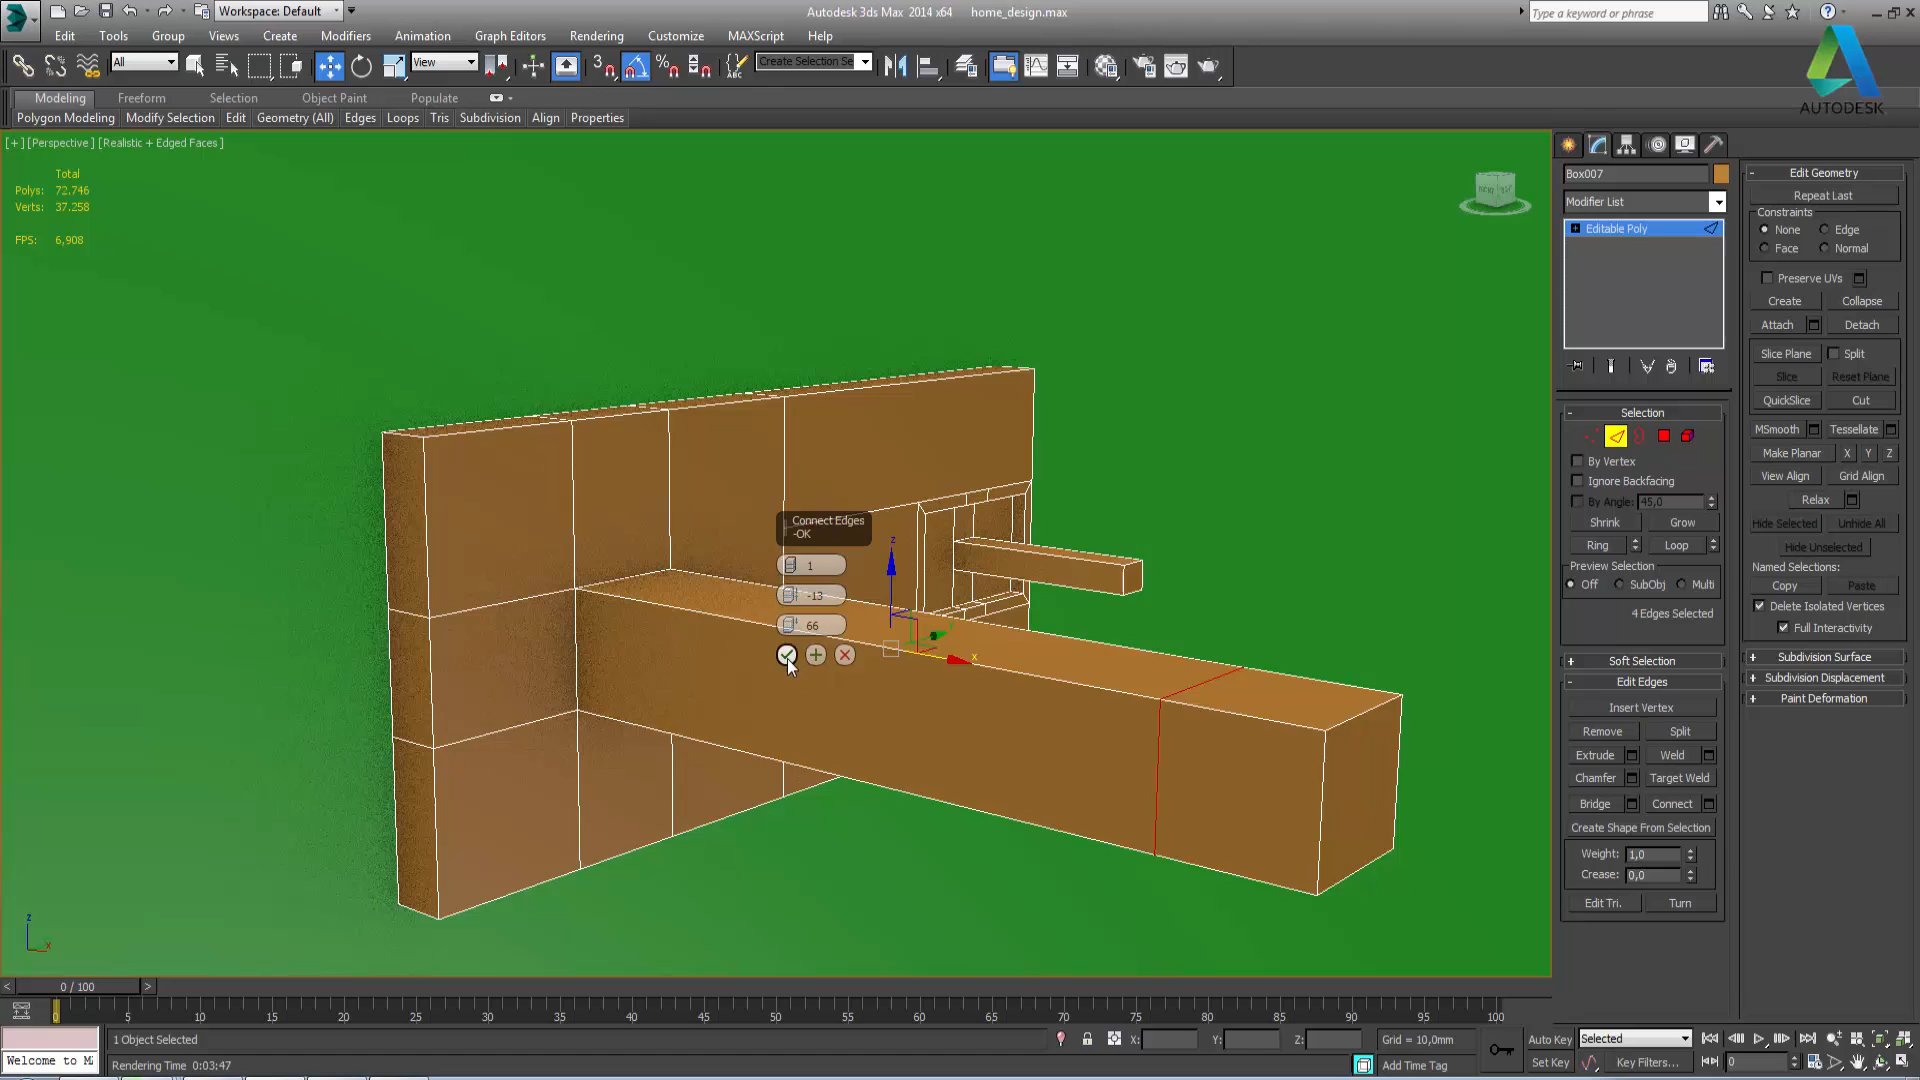 Workspace: Default
Autodesk 3ds Max 2014 x64 home_design.max
Type a keyword or phrase
Edit Tools Group Views Create Modifiers Animation Graph Editors Rendering Customize MAXScript Help
All
View
3
Create Selection Se
AUTODESK
Modeling Freeform Selection Object Paint Populate
Polygon Modeling Modify Selection Edit Geometry (All) Edges Loops Tris Subdivision Align Properties
[+] [Perspective ] [Realistic + Edged Faces ]
Total
Polys: 72.746
Verts: 37.258
FPS: 6,908
Connect Edges
-OK
1
-13
66
z
x
z
x
Box007
Modifier List
Editable Poly
- Selection
By Vertex
Ignore Backfacing
By Angle: 45,0
Shrink Grow
Ring Loop
Preview Selection
Off SubObj Multi
4 Edges Selected
+ Soft Selection
- Edit Edges
Insert Vertex
Remove Split
Extrude Weld
Chamfer Target Weld
Bridge Connect
Create Shape From Selection
Weight: 1,0
Crease: 0,0
Edit Tri. Turn
- Edit Geometry
Repeat Last
Constraints
None Edge
Face Normal
Preserve UVs
Create Collapse
Attach Detach
Slice Plane Split
Slice Reset Plane
QuickSlice Cut
MSmooth Tessellate
Make Planar X Y Z
View Align Grid Align
Relax
Hide Selected Unhide All
Hide Unselected
Named Selections:
Copy Paste
Delete Isolated Vertices
Full Interactivity
+ Subdivision Surface
+ Subdivision Displacement
+ Paint Deformation
< 0 / 100 >
0 5 10 15 20 25 30 35 40 45 50 55 60 65 70 75 80 85 90 95 100
1 Object Selected
X: Y: Z: Grid = 10,0mm
Auto Key Selected
Welcome to M
Rendering Time 0:03:47
Add Time Tag
Set Key Key Filters...
0